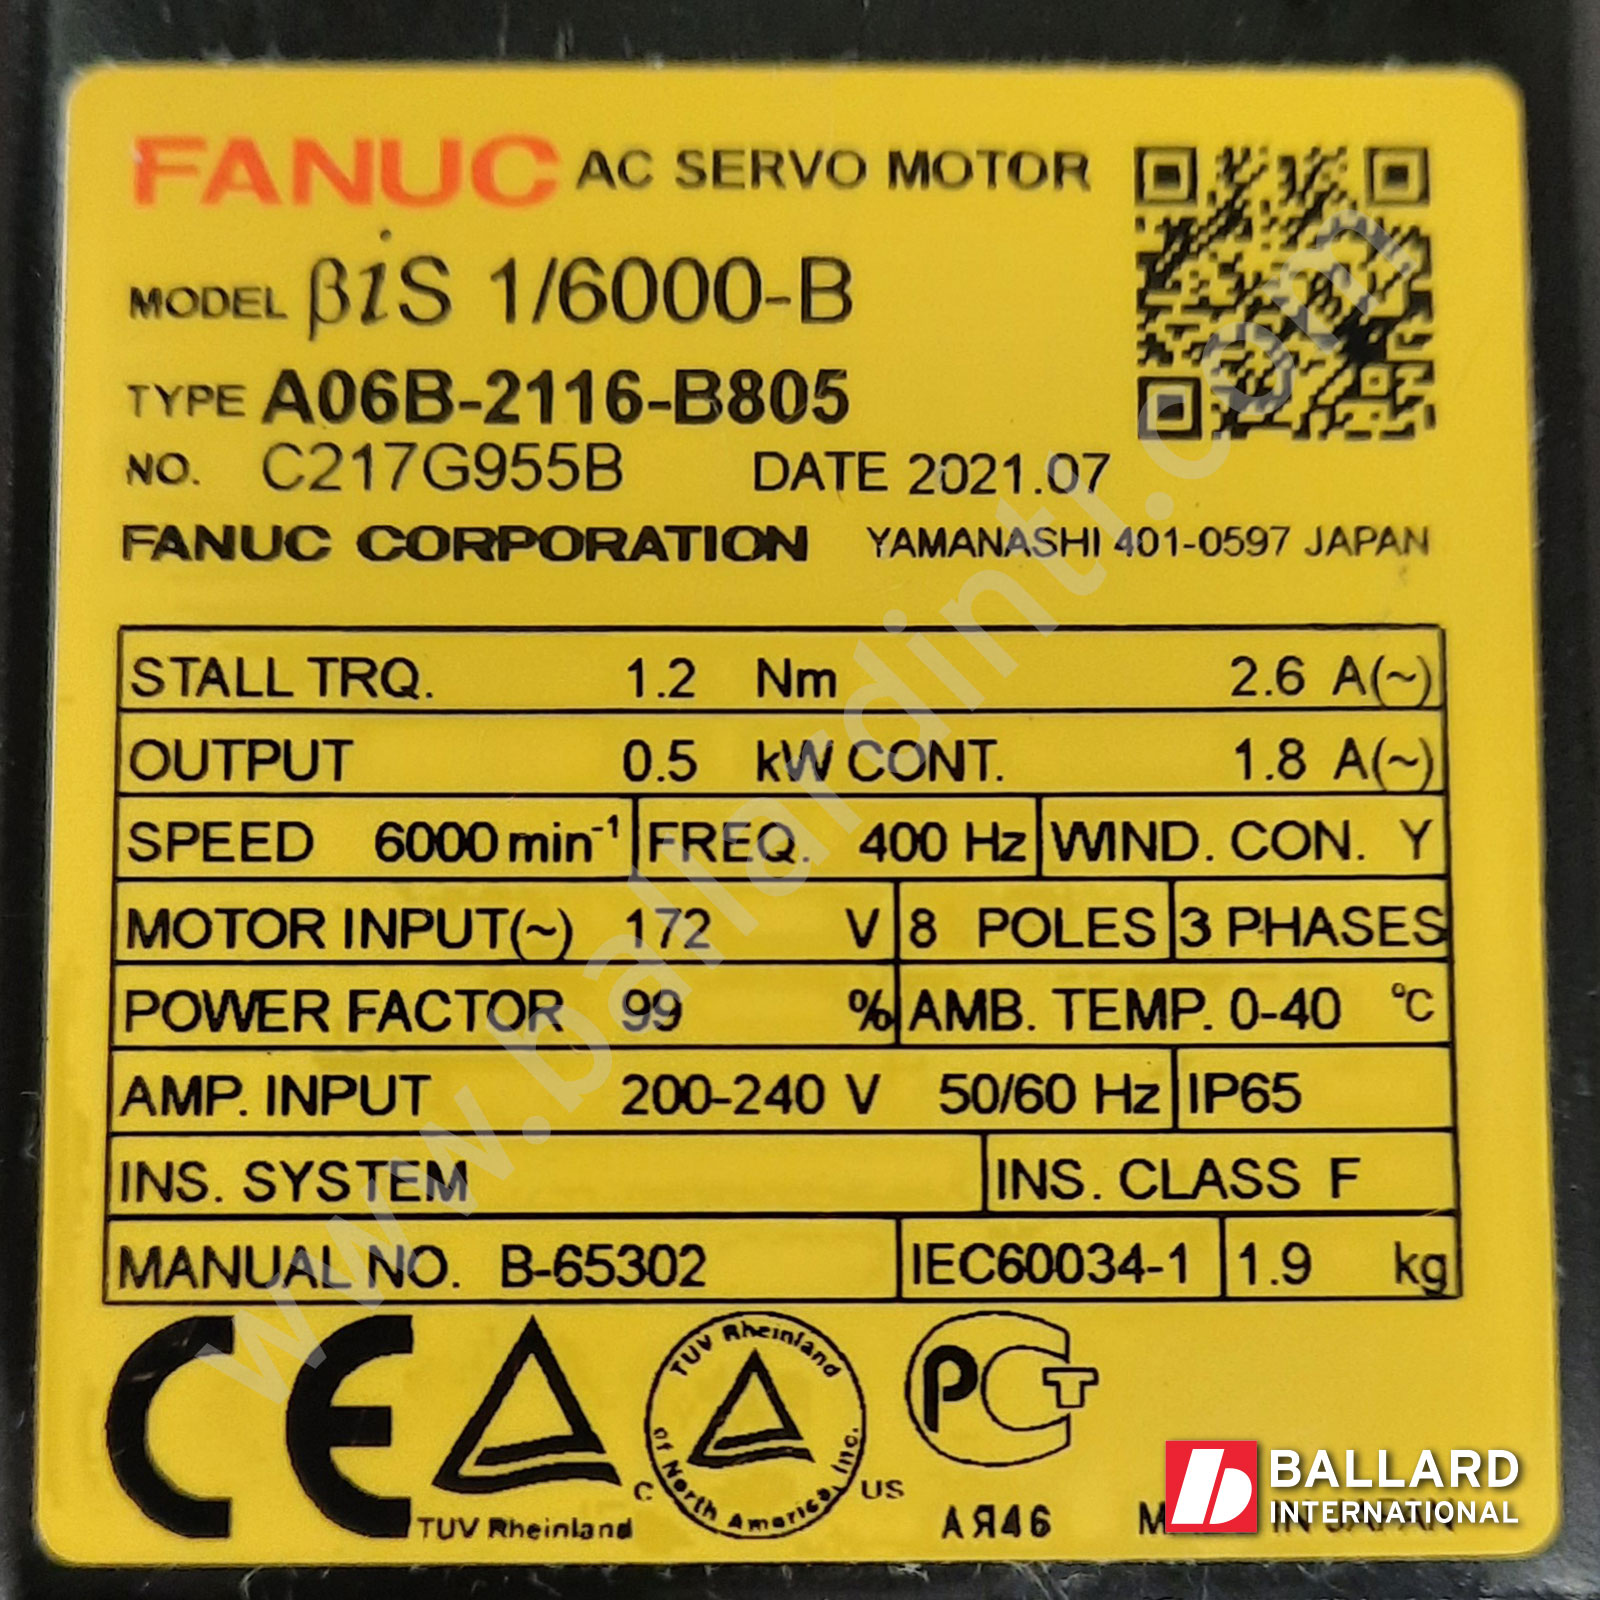 FANUC AC SERVO MOTOR
MODEL βiS 1/6000-B
TYPE A06B-2116-B805
NO. C217G955B DATE 2021.07
FANUC CORPORATION YAMANASHI 401-0597 JAPAN
STALL TRQ. 1.2 Nm 2.6 A(~)
OUTPUT 0.5 kW CONT. 1.8 A(~)
SPEED 6000 min⁻¹ FREQ. 400 Hz WIND. CON. Y
MOTOR INPUT(~) 172 V 8 POLES 3 PHASES
POWER FACTOR 99 % AMB. TEMP. 0-40 °C
AMP. INPUT 200-240 V 50/60 Hz IP65
INS. SYSTEM INS. CLASS F
MANUAL NO. B-65302 IEC60034-1 1.9 kg
CE
TUV Rheinland
C TUV Rheinland of North America, Inc. US
PCT
AЯ46
IN JAPAN
BALLARD
INTERNATIONAL
www.ballardintl.com